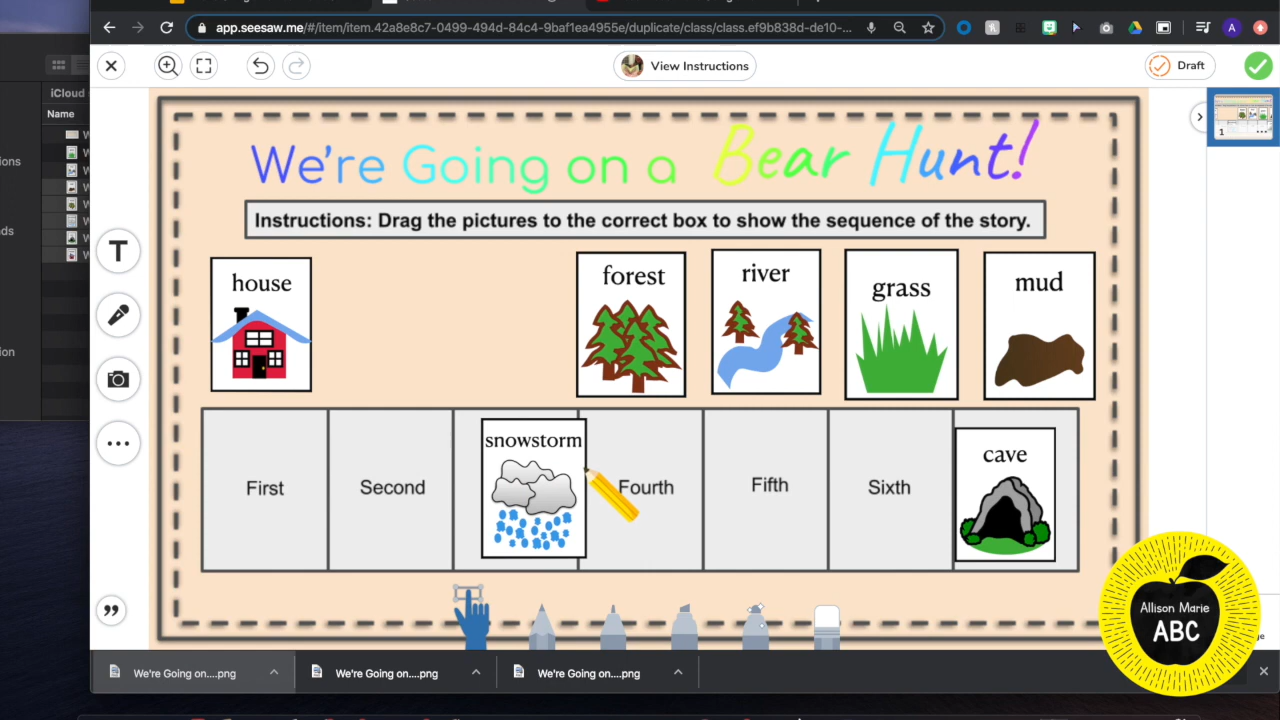 app.seesaw.me/#/item/item.42a8e8c7-0499-494d-84c4-9baf1ea4955e/duplicate/class/class.ef9b838d-de10-...
A
iCloud
Name
View Instructions
Draft
1
We're Going on a Bear Hunt!
Instructions: Drag the pictures to the correct box to show the sequence of the story.
T
house
forest
river
grass
mud
First
Second
snowstorm
Fourth
Fifth
Sixth
cave
Allison Marie
ABC
We're Going on....png
We're Going on....png
We're Going on....png